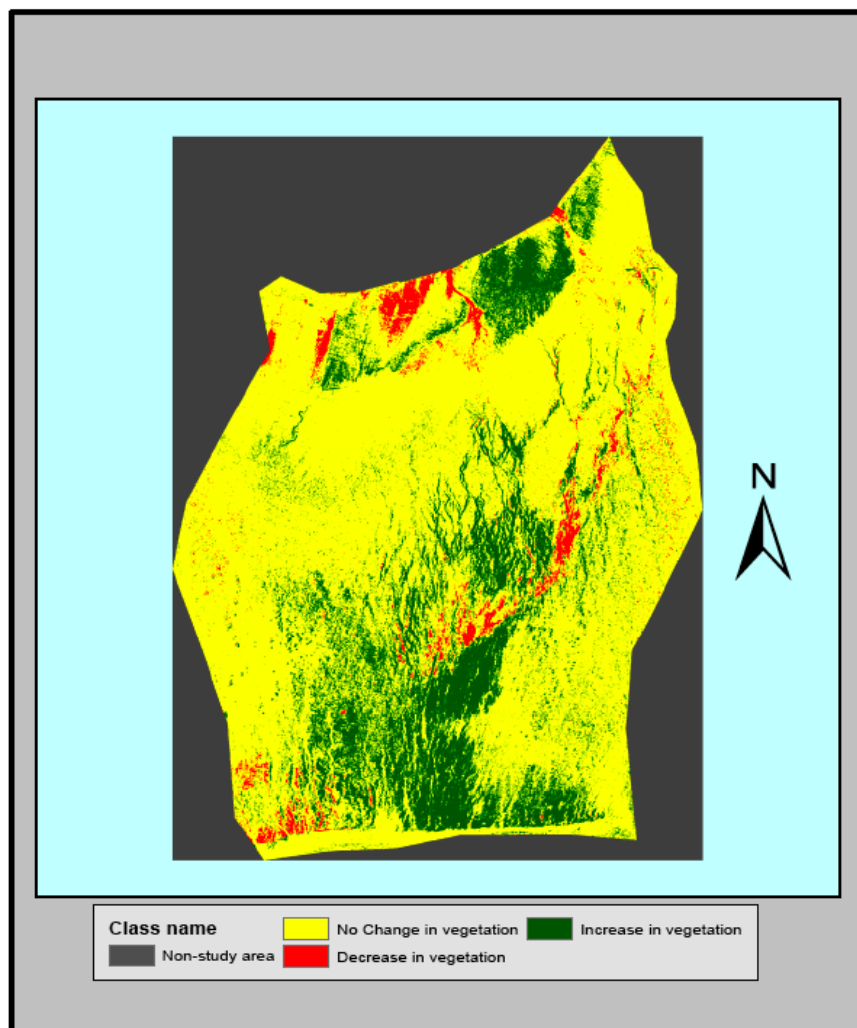 N
Class name
No Change in vegetation
Increase in vegetation
Non-study area
Decrease in vegetation